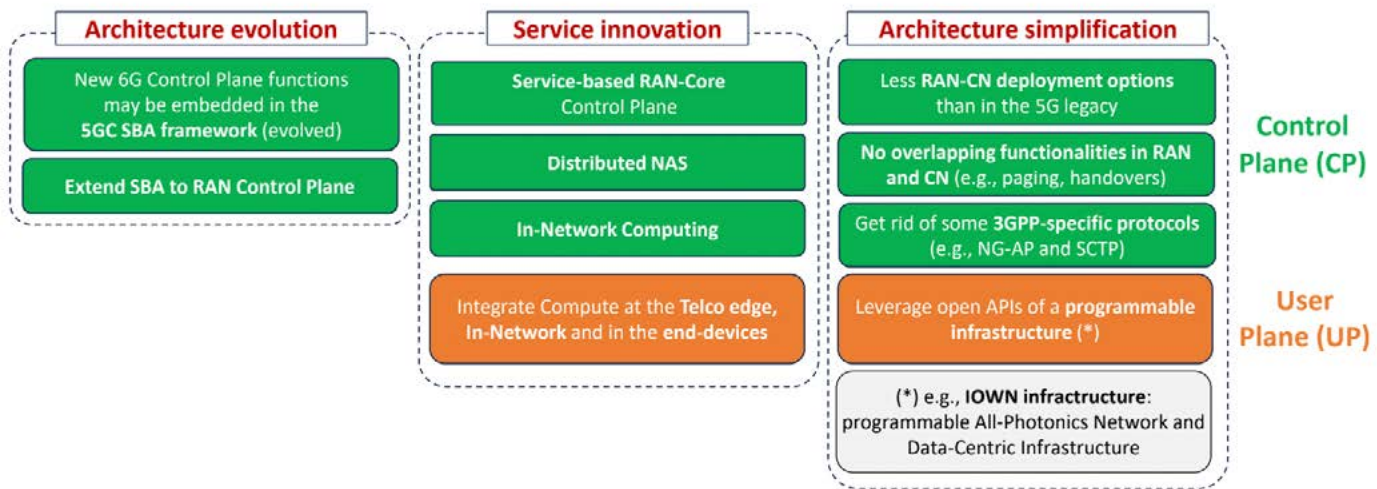 Architecture evolution
New 6G Control Plane functions
may be embedded in the
5GC SBA framework (evolved)
Extend SBA to RAN Control Plane
Service innovation
Service-based RAN-Core
Control Plane
Distributed NAS
In-Network Computing
Integrate Compute at the Telco edge,
In-Network and in the end-devices
Architecture simplification
Less RAN-CN deployment options
than in the 5G legacy
No overlapping functionalities in RAN
and CN (e.g., paging, handovers)
Get rid of some 3GPP-specific protocols
(e.g., NG-AP and SCTP)
Leverage open APIs of a programmable
infrastructure (*)
(*) e.g., IOWN infractructure:
programmable All-Photonics Network and
Data-Centric Infrastructure
Control
Plane (CP)
User
Plane (UP)